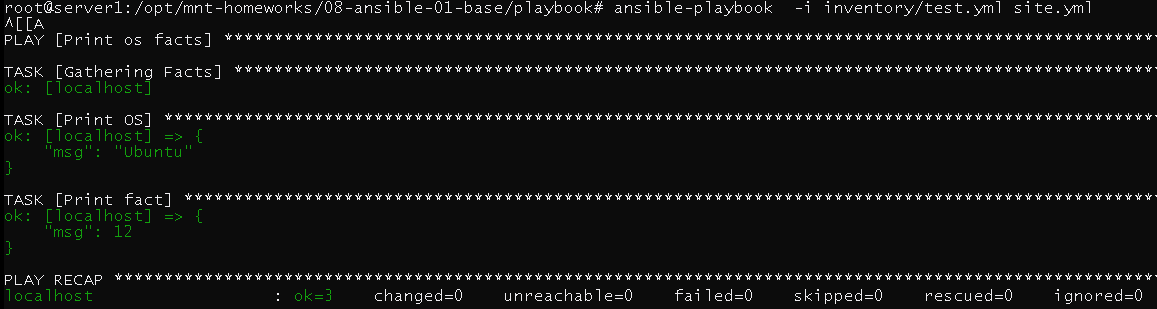 root@server1:/opt/mnt-homeworks/08-ansible-01-base/playbook# ansible-playbook  -i inventory/test.yml site.yml
^[[A
PLAY [Print os facts] **********************************************************************************************
TASK [Gathering Facts] *********************************************************************************************
ok: [localhost]
TASK [Print OS] ****************************************************************************************************
ok: [localhost] => {
    "msg": "Ubuntu"
}
TASK [Print fact] **************************************************************************************************
ok: [localhost] => {
    "msg": 12
}
PLAY RECAP *********************************************************************************************************
localhost                  : ok=3    changed=0    unreachable=0    failed=0    skipped=0    rescued=0    ignored=0